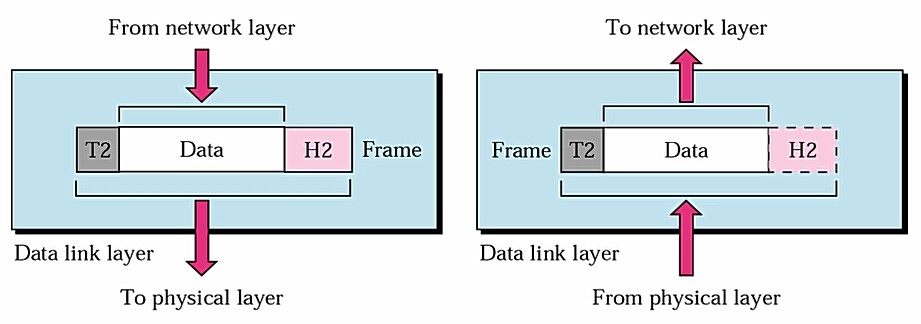 From network layer
T2
Data
H2
Frame
Data link layer
To physical layer
To network layer
Frame
T2
Data
H2
Data link layer
From physical layer